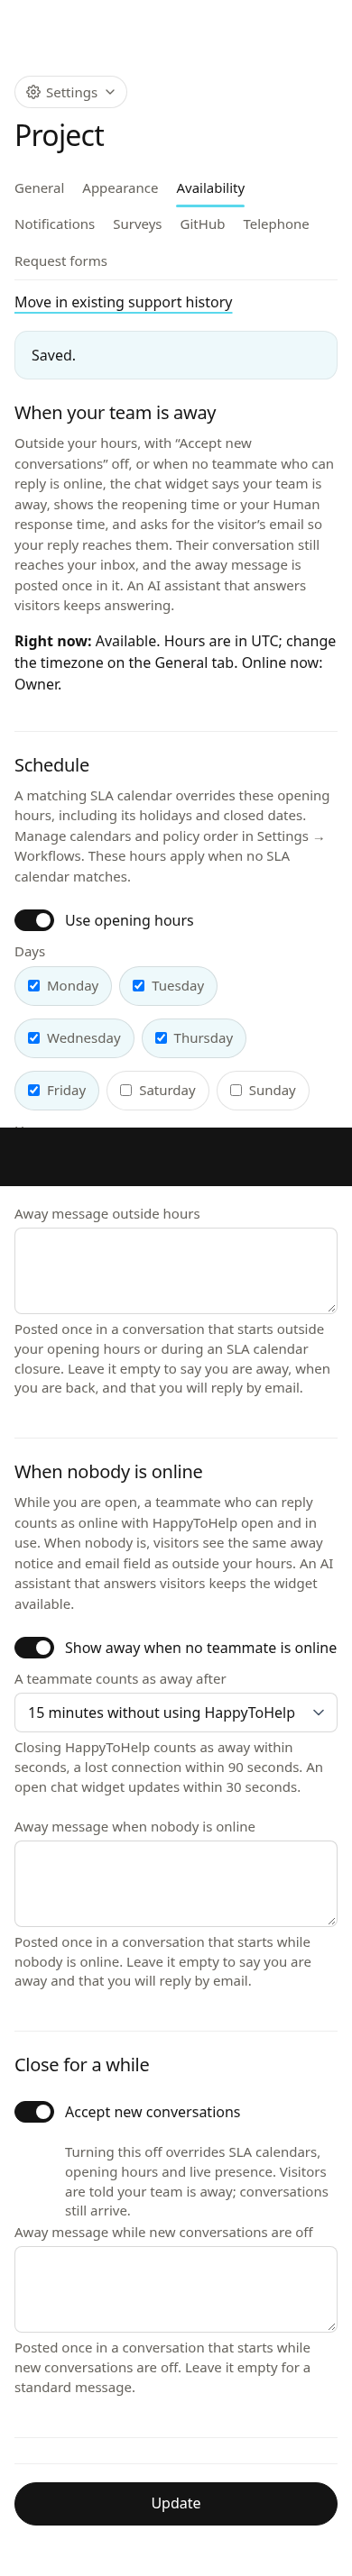 Settings
Project
General Appearance Availability
Notifications Surveys GitHub Telephone
Request forms
Move in existing support history
Saved.
When your team is away
Outside your hours, with “Accept new
conversations” off, or when no teammate who can
reply is online, the chat widget says your team is
away, shows the reopening time or your Human
response time, and asks for the visitor’s email so
your reply reaches them. Their conversation still
reaches your inbox, and the away message is
posted once in it. An AI assistant that answers
visitors keeps answering.
Right now: Available. Hours are in UTC; change
the timezone on the General tab. Online now:
Owner.
Schedule
A matching SLA calendar overrides these opening
hours, including its holidays and closed dates.
Manage calendars and policy order in Settings →
Workflows. These hours apply when no SLA
calendar matches.
Use opening hours
Days
Monday Tuesday
Wednesday Thursday
Friday Saturday Sunday
Away message outside hours
Posted once in a conversation that starts outside
your opening hours or during an SLA calendar
closure. Leave it empty to say you are away, when
you are back, and that you will reply by email.
When nobody is online
While you are open, a teammate who can reply
counts as online with HappyToHelp open and in
use. When nobody is, visitors see the same away
notice and email field as outside your hours. An AI
assistant that answers visitors keeps the widget
available.
Show away when no teammate is online
A teammate counts as away after
15 minutes without using HappyToHelp
Closing HappyToHelp counts as away within
seconds, a lost connection within 90 seconds. An
open chat widget updates within 30 seconds.
Away message when nobody is online
Posted once in a conversation that starts while
nobody is online. Leave it empty to say you are
away and that you will reply by email.
Close for a while
Accept new conversations
Turning this off overrides SLA calendars,
opening hours and live presence. Visitors
are told your team is away; conversations
still arrive.
Away message while new conversations are off
Posted once in a conversation that starts while
new conversations are off. Leave it empty for a
standard message.
Update